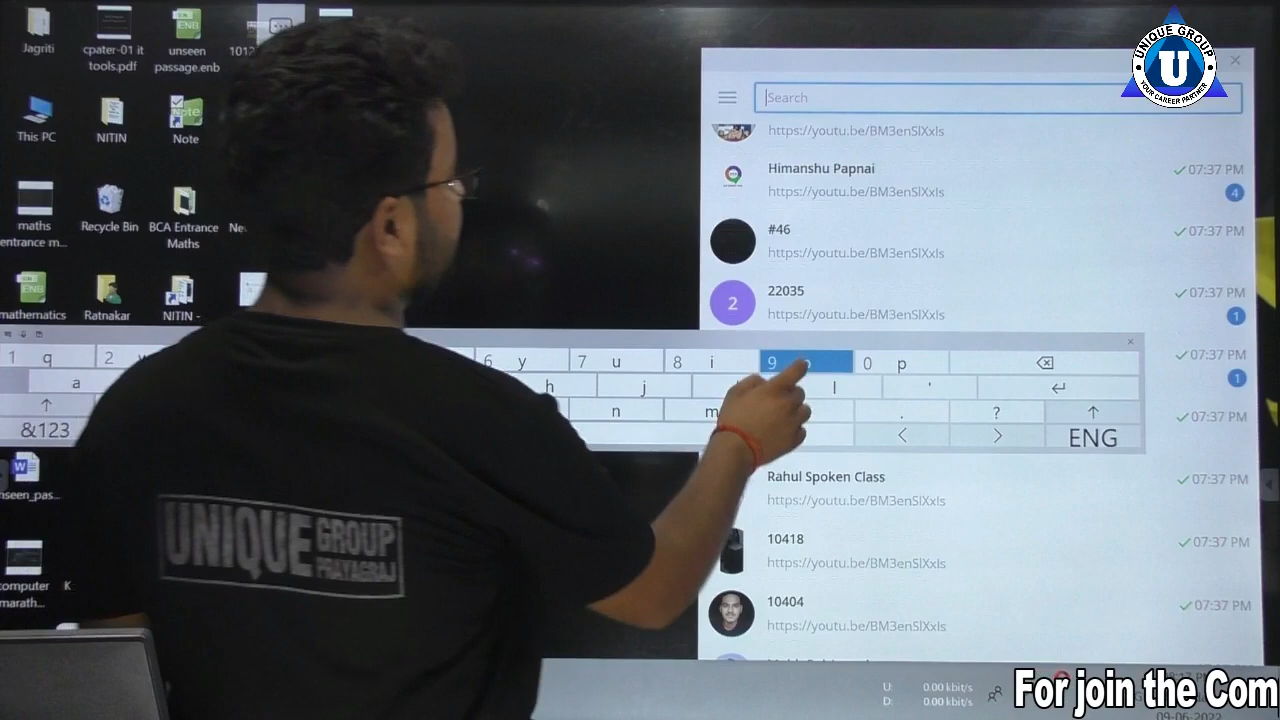 Jagriti
cpater-01 it
tools.pdf
unseen
passage.enb
This PC
NITIN
Note
maths
entrance m...
Recycle Bin
BCA Entrance
Maths
mathematics
Ratnakar
NITIN -
computer
marath...
K
UNIQUE GROUP
U
YOUR CAREER PARTNER
Search
https://youtu.be/BM3enSlXxls
Himanshu Papnai
07:37 PM
https://youtu.be/BM3enSlXxls
4
#46
07:37 PM
https://youtu.be/BM3enSlXxls
2
22035
07:37 PM
https://youtu.be/BM3enSlXxls
1
07:37 PM
1
07:37 PM
1 q 2 6 y 7 u 8 i 9 0 p
a h j l '
n m . ?
&123 < > ENG
Rahul Spoken Class
07:37 PM
https://youtu.be/BM3enSlXxls
10418
07:37 PM
https://youtu.be/BM3enSlXxls
10404
07:37 PM
https://youtu.be/BM3enSlXxls
UNIQUE GROUP
PRAYAGRAJ
U: 0.00 kbit/s
D: 0.00 kbit/s
09-06-2022
For join the Com